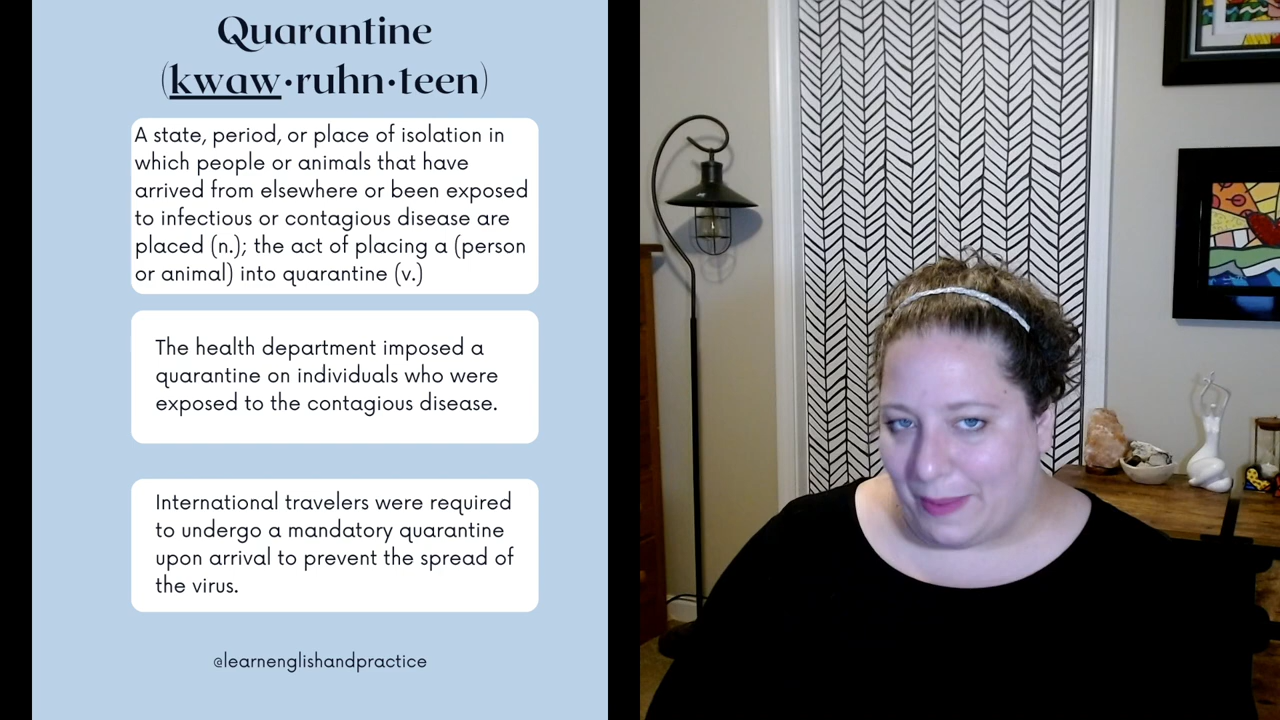 Quarantine
(kwaw·ruhn·teen)
A state, period, or place of isolation in
which people or animals that have
arrived from elsewhere or been exposed
to infectious or contagious disease are
placed (n.); the act of placing a (person
or animal) into quarantine (v.)
The health department imposed a
quarantine on individuals who were
exposed to the contagious disease.
International travelers were required
to undergo a mandatory quarantine
upon arrival to prevent the spread of
the virus.
@learnenglishandpractice